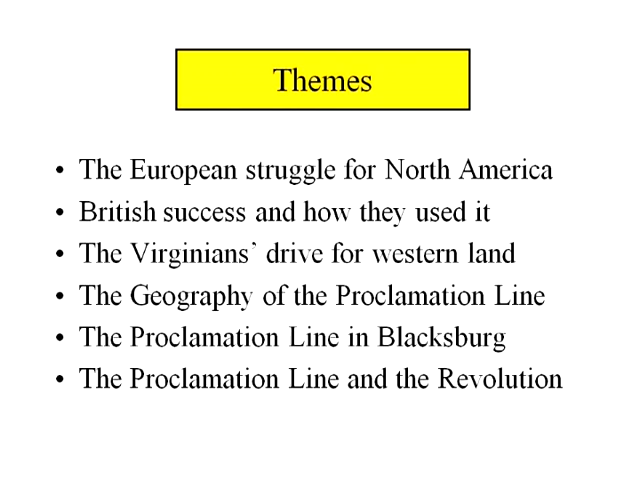 Themes
• The European struggle for North America
• British success and how they used it
• The Virginians' drive for western land
• The Geography of the Proclamation Line
• The Proclamation Line in Blacksburg
• The Proclamation Line and the Revolution